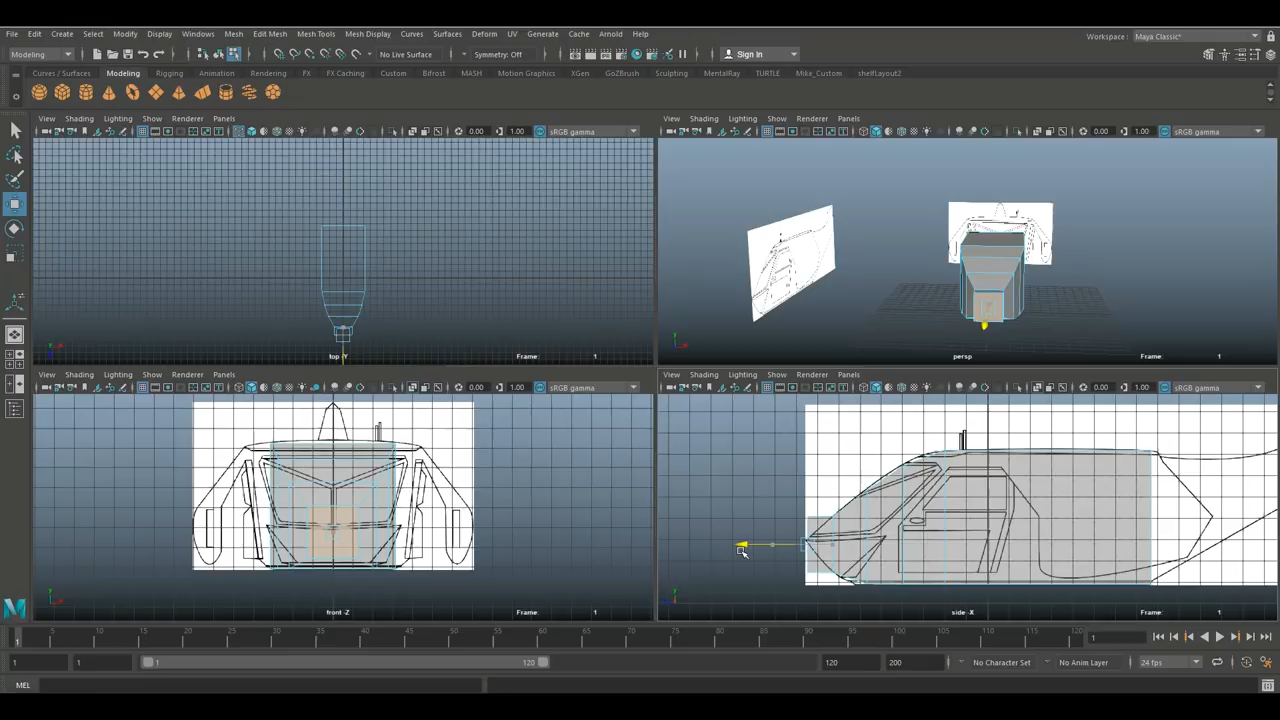 File Edit Create Select Modify Display Windows Mesh Edit Mesh Mesh Tools Mesh Display Curves Surfaces Deform UV Generate Cache Arnold Help
Workspace : Maya Classic*
Modeling No Live Surface Symmetry: Off Sign In
Curves / Surfaces Modeling Rigging Animation Rendering FX FX Caching Custom Bifrost MASH Motion Graphics XGen GoZBrush Sculpting MentalRay TURTLE Mike_Custom shelfLayout2
View Shading Lighting Show Renderer Panels
0.00 1.00 sRGB gamma
top -Y Frame: 1
View Shading Lighting Show Renderer Panels
0.00 1.00 sRGB gamma
persp Frame: 1
View Shading Lighting Show Renderer Panels
0.00 1.00 sRGB gamma
front -Z Frame: 1
View Shading Lighting Show Renderer Panels
0.00 1.00 sRGB gamma
side -X Frame: 1
1 5 10 15 20 25 30 35 40 45 50 55 60 65 70 75 80 85 90 95 100 105 110 115 120 1
1 1 1 120 120 200 No Character Set No Anim Layer 24 fps
MEL